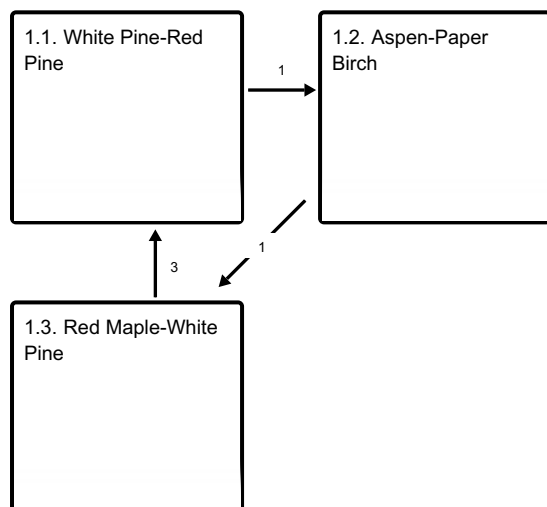 1.1. White Pine-Red
Pine
1
1.2. Aspen-Paper
Birch
1
3
1.3. Red Maple-White
Pine